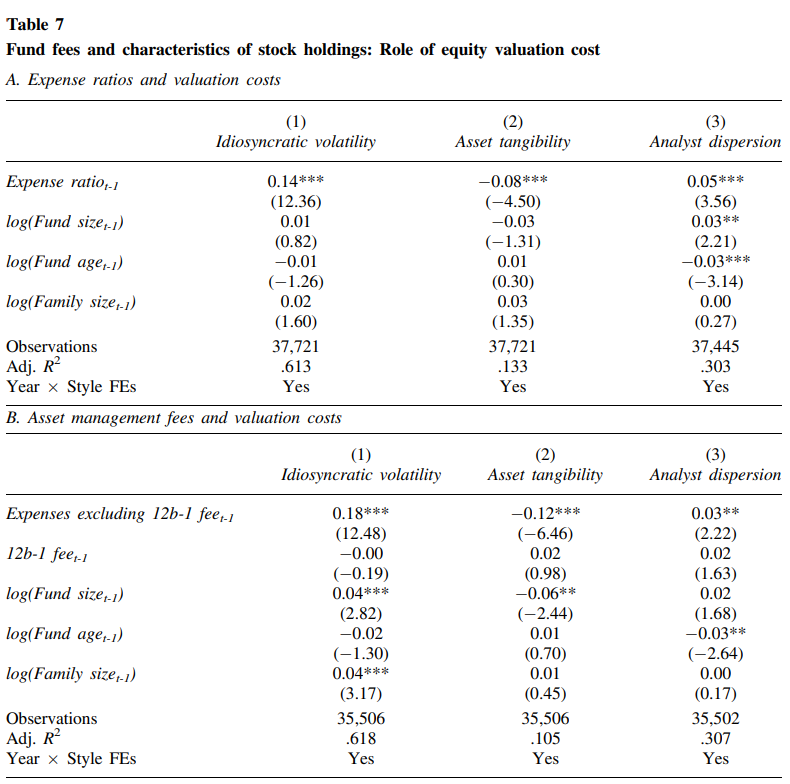 Table 7
Fund fees and characteristics of stock holdings: Role of equity valuation cost
A. Expense ratios and valuation costs
(1) (2) (3)
Idiosyncratic volatility Asset tangibility Analyst dispersion
Expense ratio_{t-1} 0.14*** −0.08*** 0.05***
(12.36) (−4.50) (3.56)
log(Fund size_{t-1}) 0.01 −0.03 0.03**
(0.82) (−1.31) (2.21)
log(Fund age_{t-1}) −0.01 0.01 −0.03***
(−1.26) (0.30) (−3.14)
log(Family size_{t-1}) 0.02 0.03 0.00
(1.60) (1.35) (0.27)
Observations 37,721 37,721 37,445
Adj. R² .613 .133 .303
Year × Style FEs Yes Yes Yes
B. Asset management fees and valuation costs
(1) (2) (3)
Idiosyncratic volatility Asset tangibility Analyst dispersion
Expenses excluding 12b-1 fee_{t-1} 0.18*** −0.12*** 0.03**
(12.48) (−6.46) (2.22)
12b-1 fee_{t-1} −0.00 0.02 0.02
(−0.19) (0.98) (1.63)
log(Fund size_{t-1}) 0.04*** −0.06** 0.02
(2.82) (−2.44) (1.68)
log(Fund age_{t-1}) −0.02 0.01 −0.03**
(−1.30) (0.70) (−2.64)
log(Family size_{t-1}) 0.04*** 0.01 0.00
(3.17) (0.45) (0.17)
Observations 35,506 35,506 35,502
Adj. R² .618 .105 .307
Year × Style FEs Yes Yes Yes